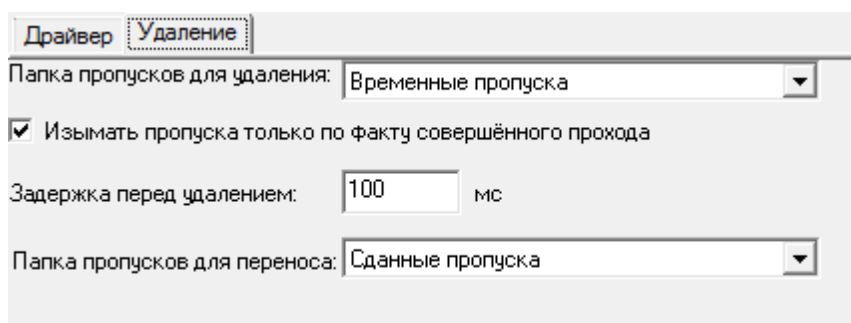 Драйвер Удаление
Папка пропусков для удаления: Временные пропуска
Изымать пропуска только по факту совершённого прохода
Задержка перед удалением: 100 мс
Папка пропусков для переноса: Сданные пропуска